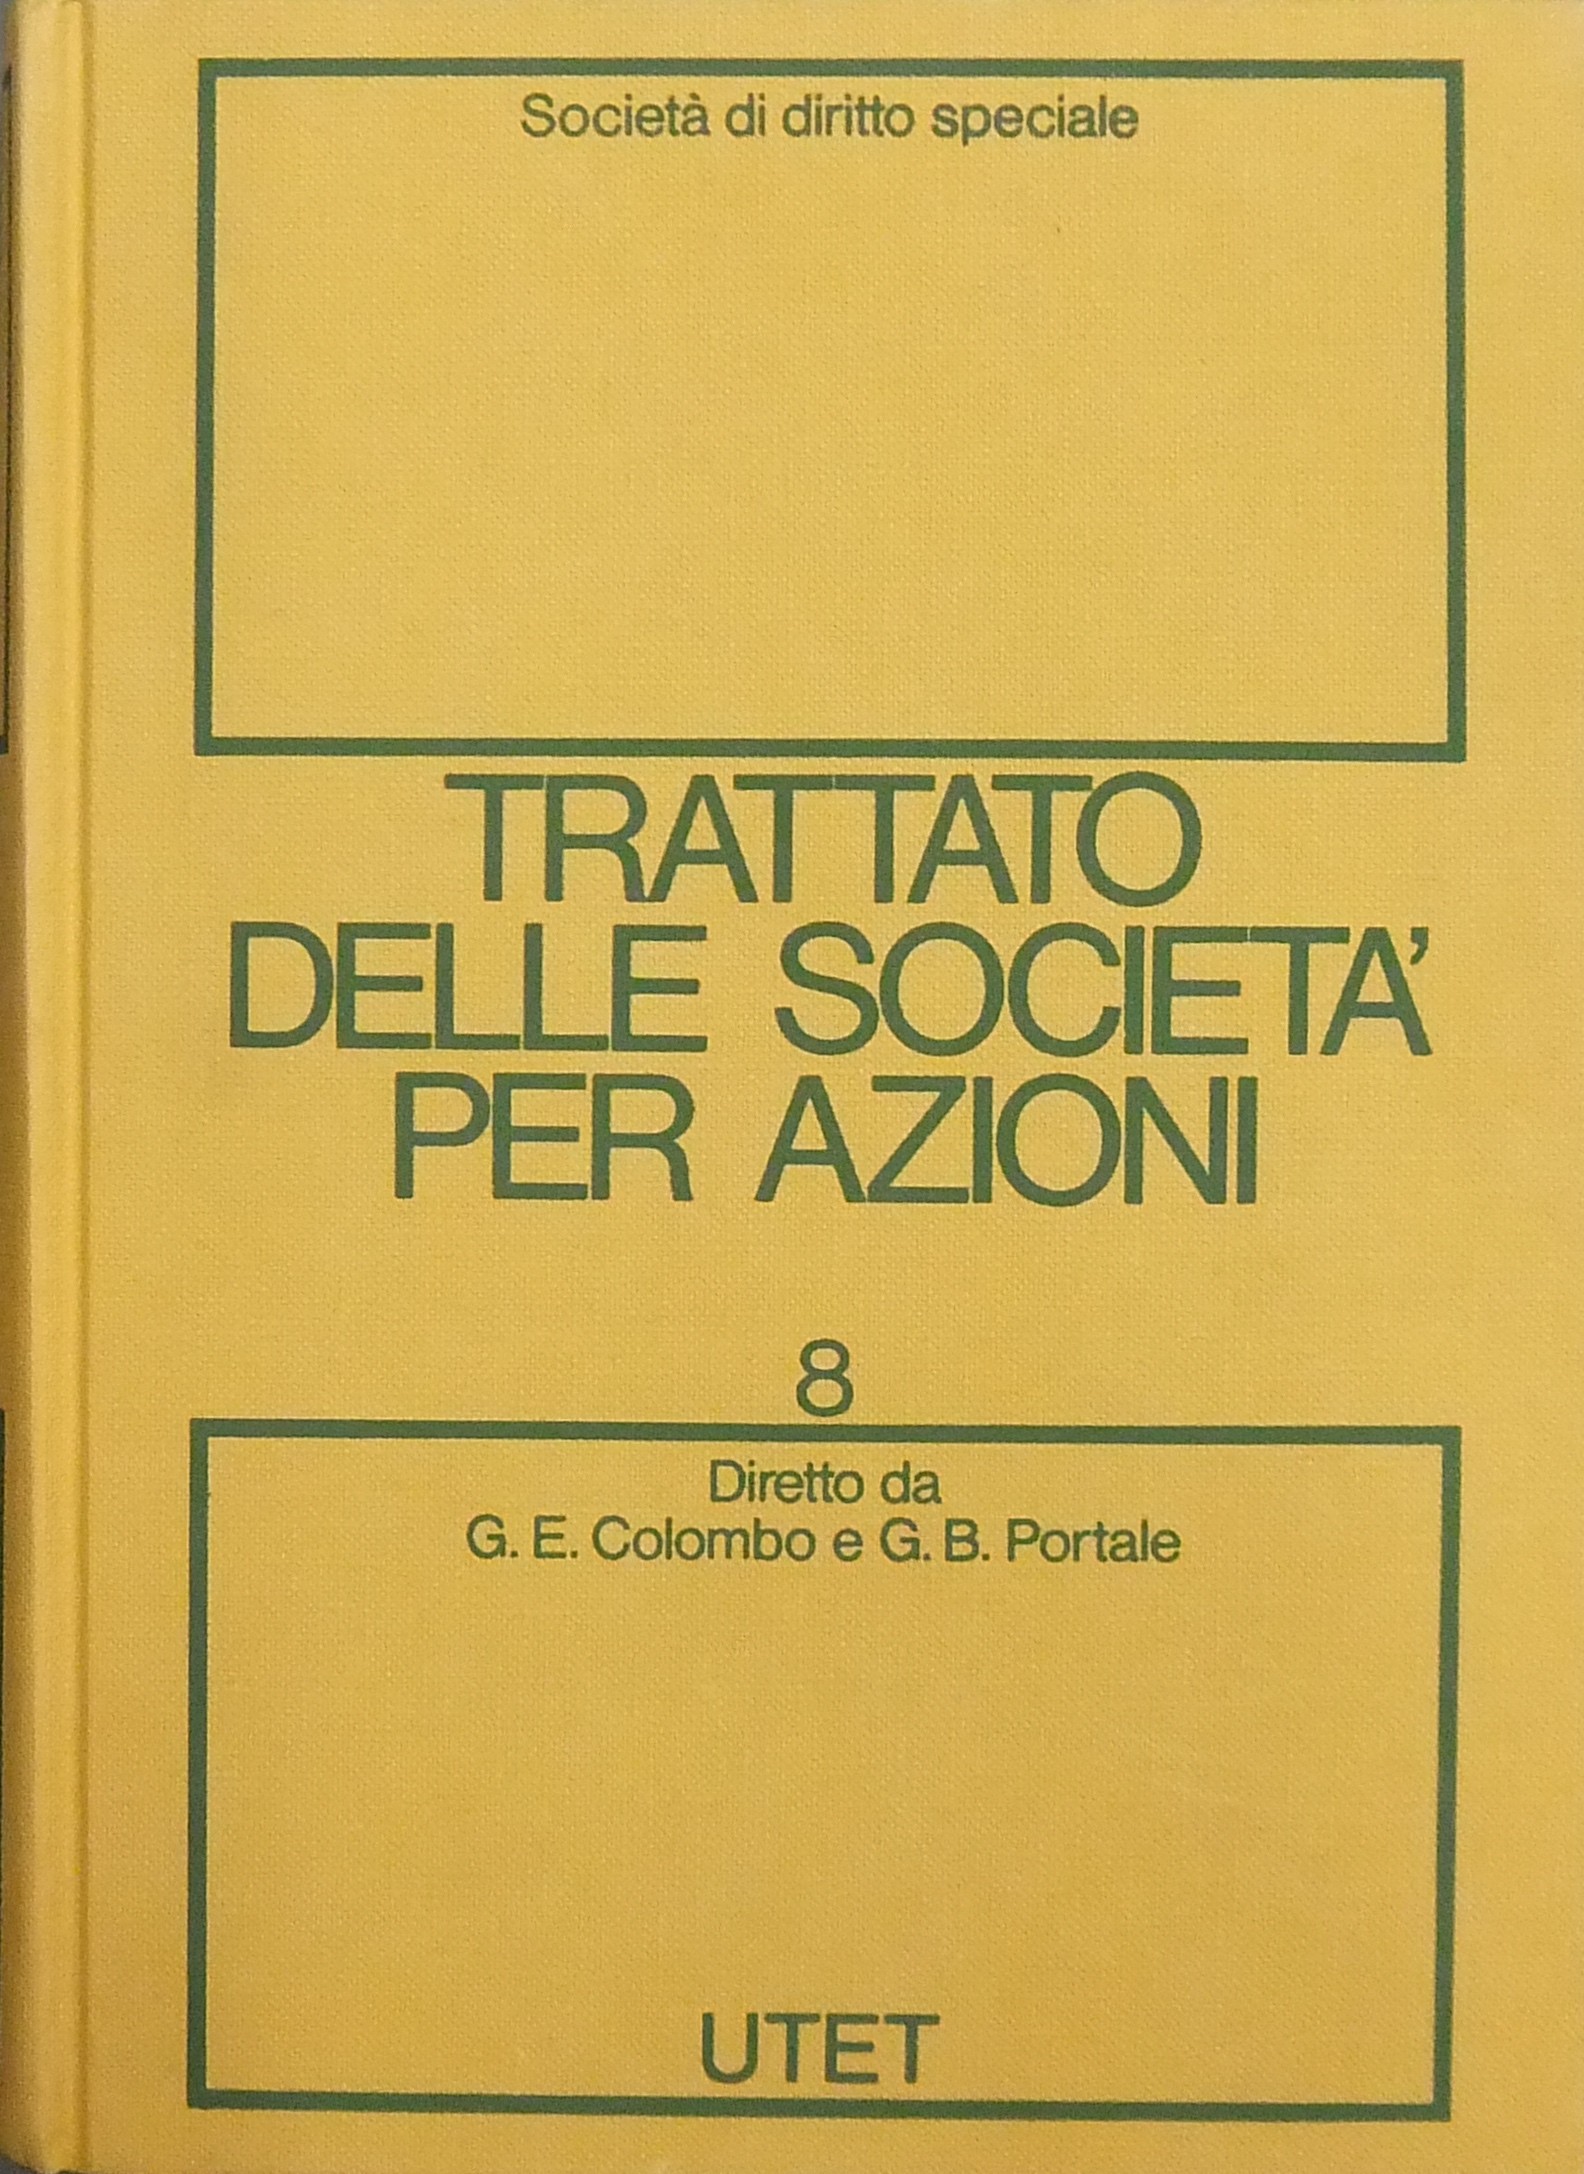 Società di diritto speciale
TRATTATO
DELLE SOCIETA'
PER AZIONI
8
Diretto da
G. E. Colombo e G. B. Portale
UTET